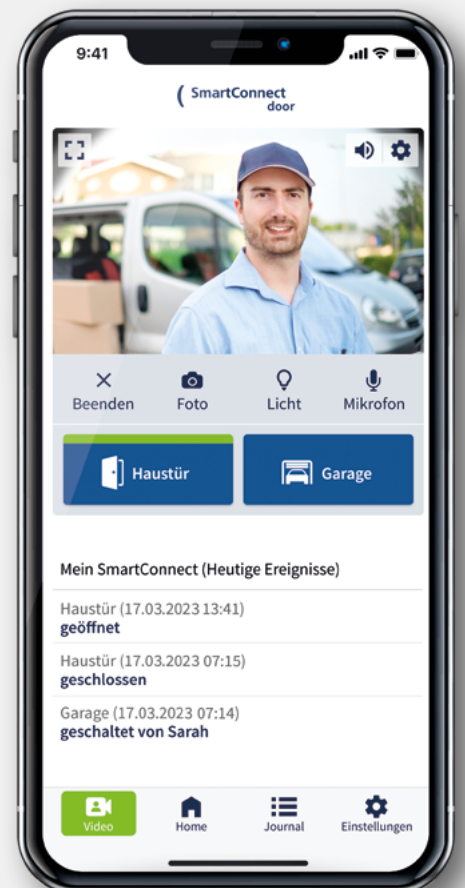 9:41
SmartConnect
door
Beenden Foto Licht Mikrofon
Haustür Garage
Mein SmartConnect (Heutige Ereignisse)
Haustür (17.03.2023 13:41)
geöffnet
Haustür (17.03.2023 07:15)
geschlossen
Garage (17.03.2023 07:14)
geschaltet von Sarah
Video Home Journal Einstellungen